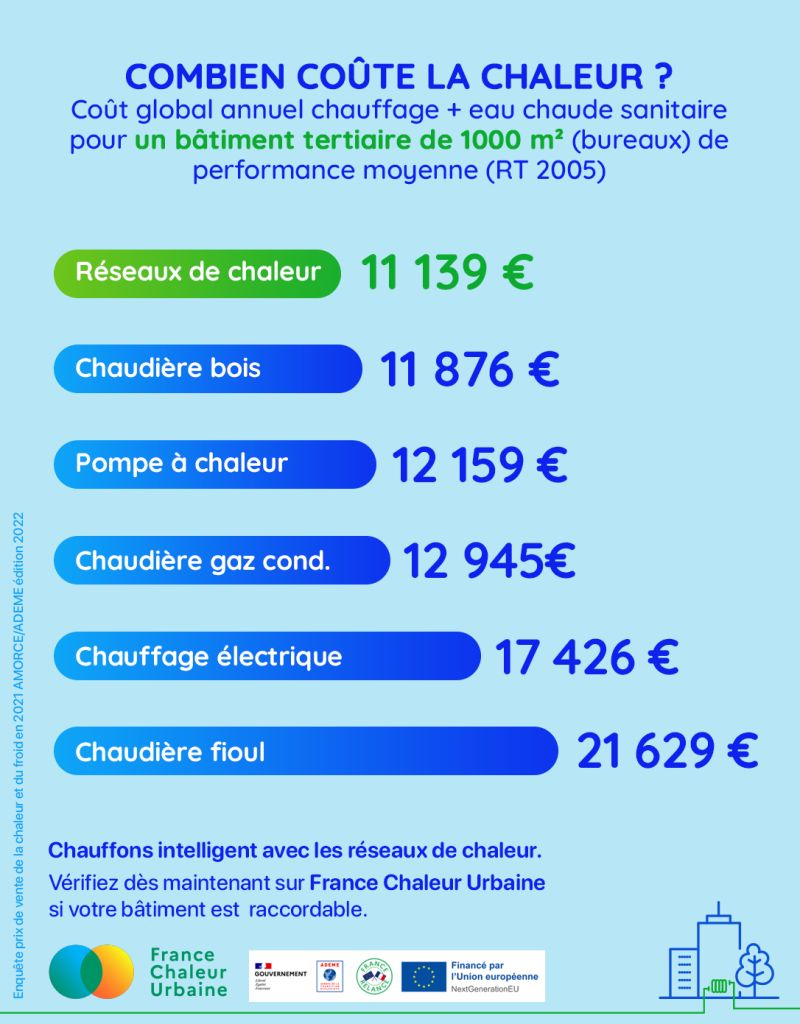 COMBIEN COÛTE LA CHALEUR ?
Coût global annuel chauffage + eau chaude sanitaire
pour un bâtiment tertiaire de 1000 m² (bureaux) de
performance moyenne (RT 2005)
Réseaux de chaleur 11 139 €
Chaudière bois 11 876 €
Pompe à chaleur 12 159 €
Chaudière gaz cond. 12 945€
Chauffage électrique 17 426 €
Chaudière fioul 21 629 €
Enquête prix de vente de la chaleur et du froid en 2021 AMORCE/ADEME édition 2022
Chauffons intelligent avec les réseaux de chaleur.
Vérifiez dès maintenant sur France Chaleur Urbaine
si votre bâtiment est raccordable.
France
Chaleur
Urbaine
GOUVERNEMENT
Liberté
Égalité
Fraternité
ADEME
FRANCE
RELANCE
Financé par
l'Union européenne
NextGenerationEU